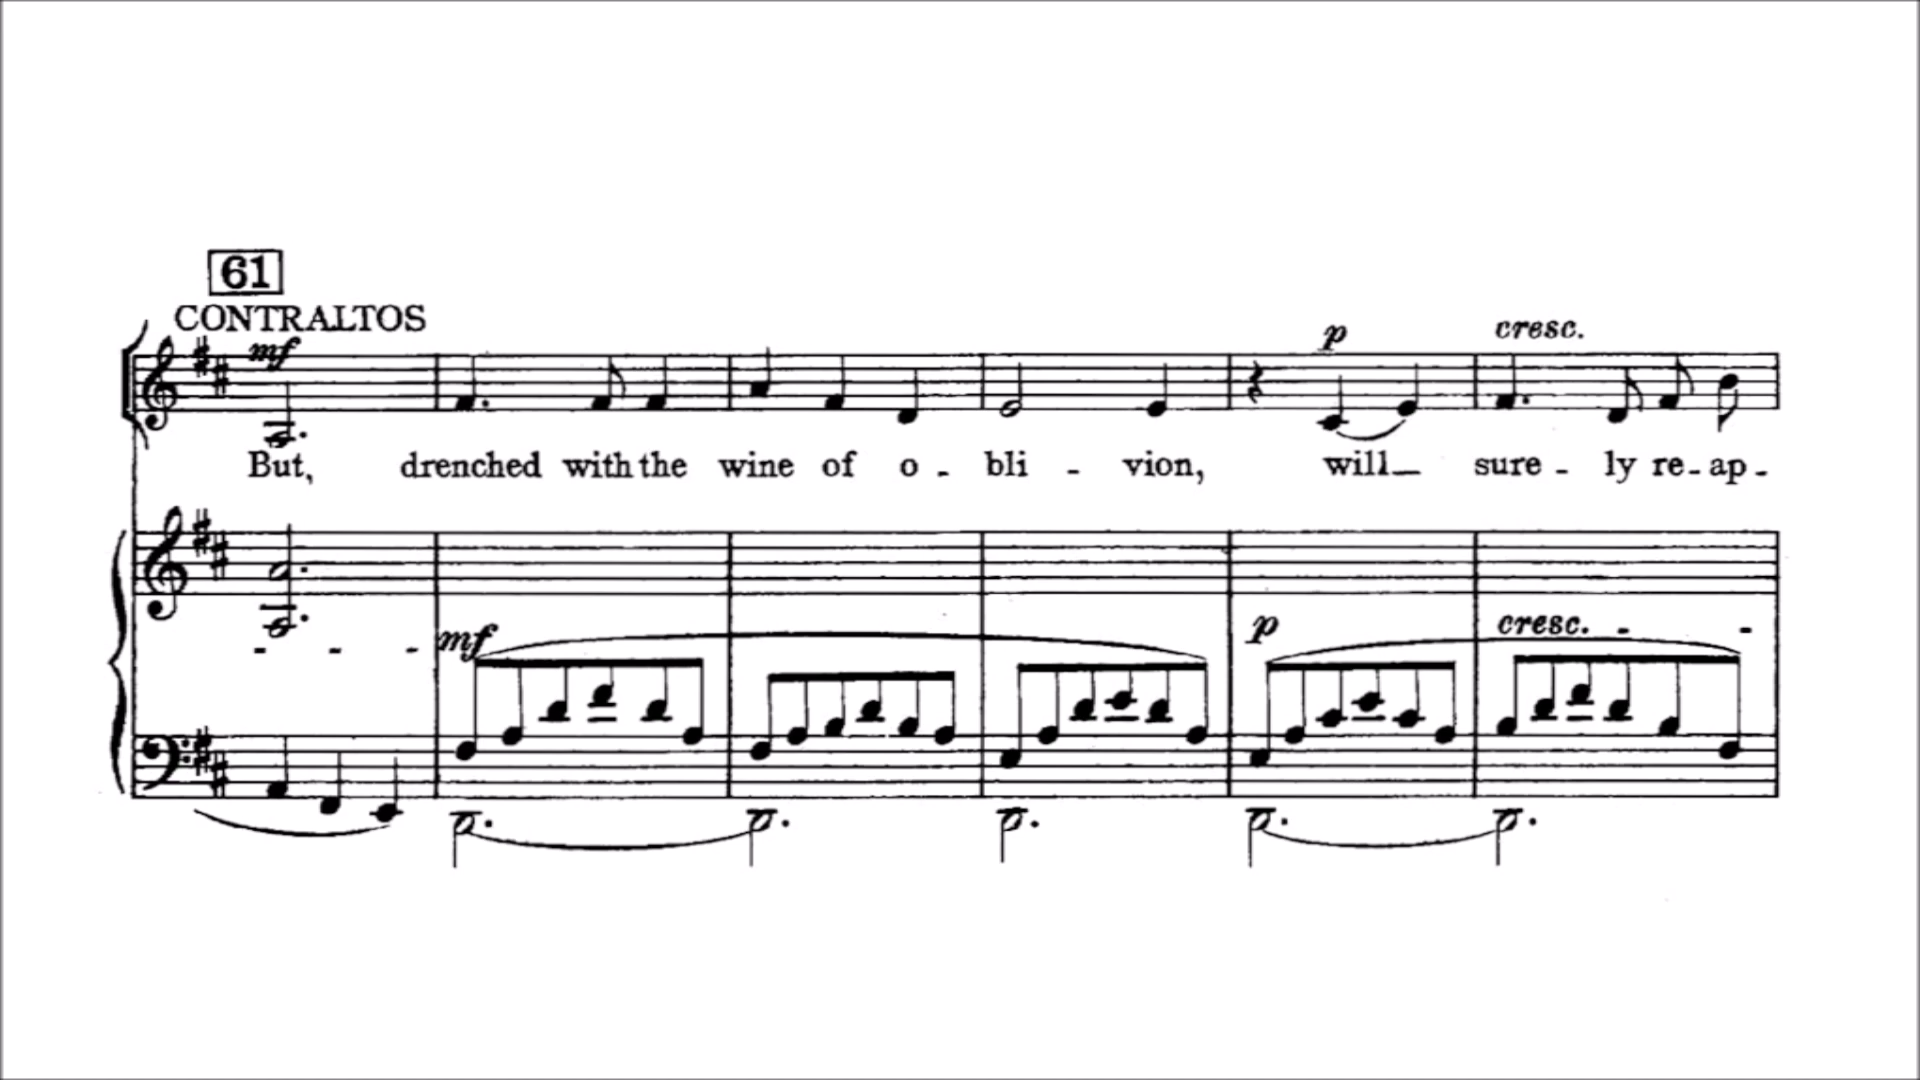 61
CONTRALTOS
mf
p
cresc.
But, drenched with the wine of o - bli - vion, will sure - ly re - ap -
mf
p
cresc. - -